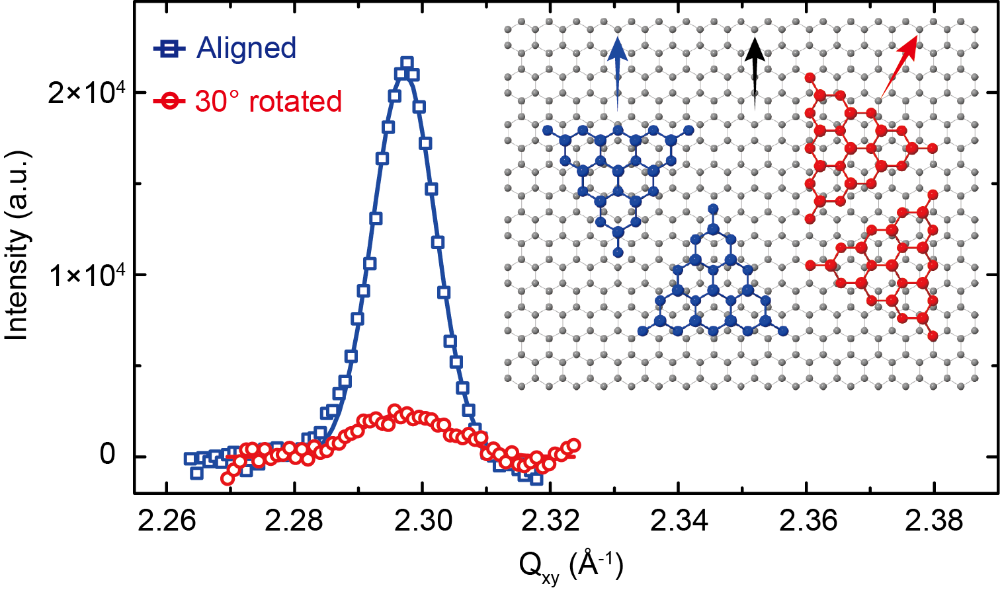 Aligned
30° rotated
2×10⁴
1×10⁴
0
Intensity (a.u.)
2.26 2.28 2.30 2.32 2.34 2.36 2.38
Qxy (Å⁻¹)